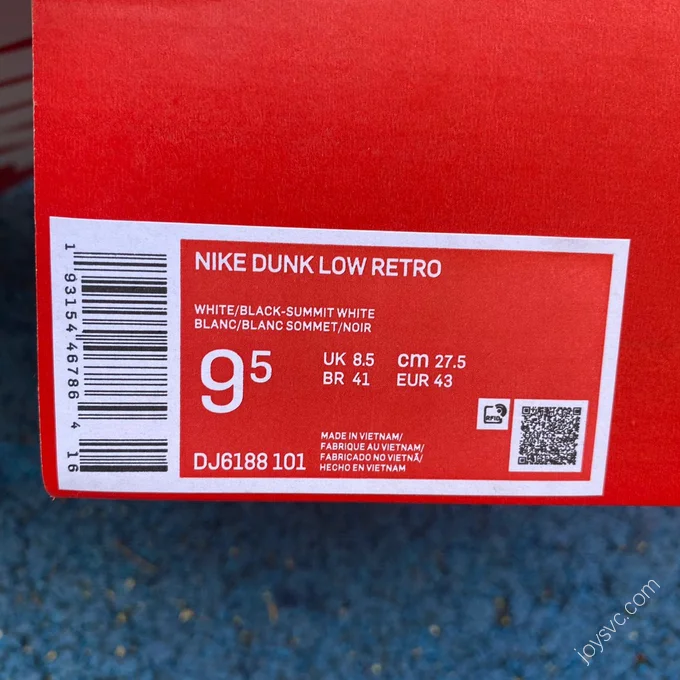 NIKE DUNK LOW RETRO
WHITE/BLACK-SUMMIT WHITE
BLANC/BLANC SOMMET/NOIR
95
UK 8.5 cm 27.5
BR 41 EUR 43
RFID
DJ6188 101
MADE IN VIETNAM/
FABRIQUE AU VIETNAM/
FABRICADO NO VIETNÃ/
HECHO EN VIETNAM
1 93154 46786 4 16
joysvc.com